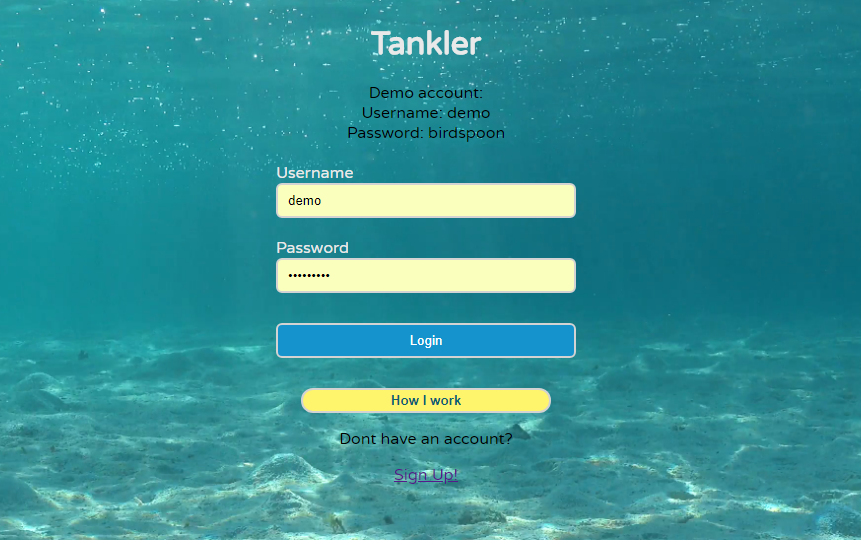 Tankler
Demo account:
Username: demo
Password: birdspoon
Username
demo
Password
•••••••••
Login
How I work
Dont have an account?
Sign Up!